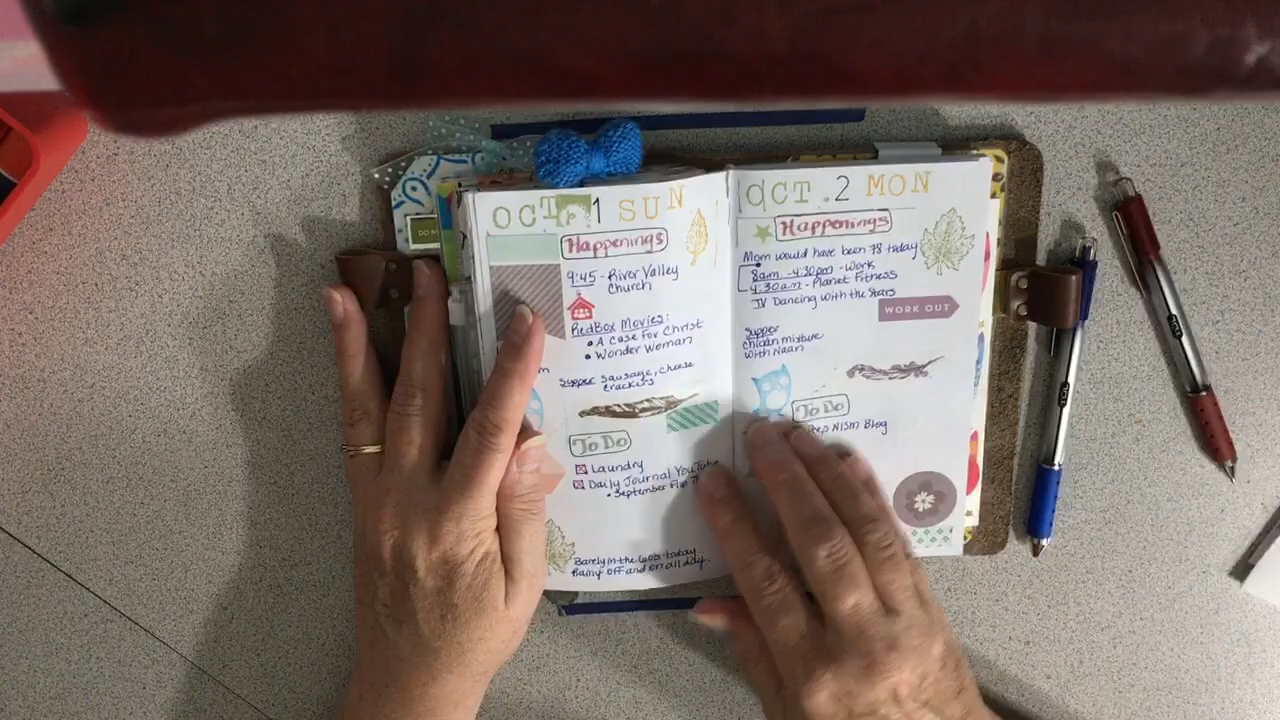 OCT. 1 SUN
Happenings
9:45 - River Valley
Church
RedBox Movies:
• A Case For Christ
• Wonder Woman
Supper Sausage, cheese
crackers
To Do
Laundry
Daily Journal YouTube
• September Flip
Barely in the 60's today.
Rainy off and on all day.
OCT. 2 MON
Happenings
Mom would have been 78 today
8am - 4:30pm - Work
4:30am - Planet Fitness
TV Dancing With the Stars
WORK OUT
Supper
Chicken mixture
With Naan
To Do
Prep NISM Blog